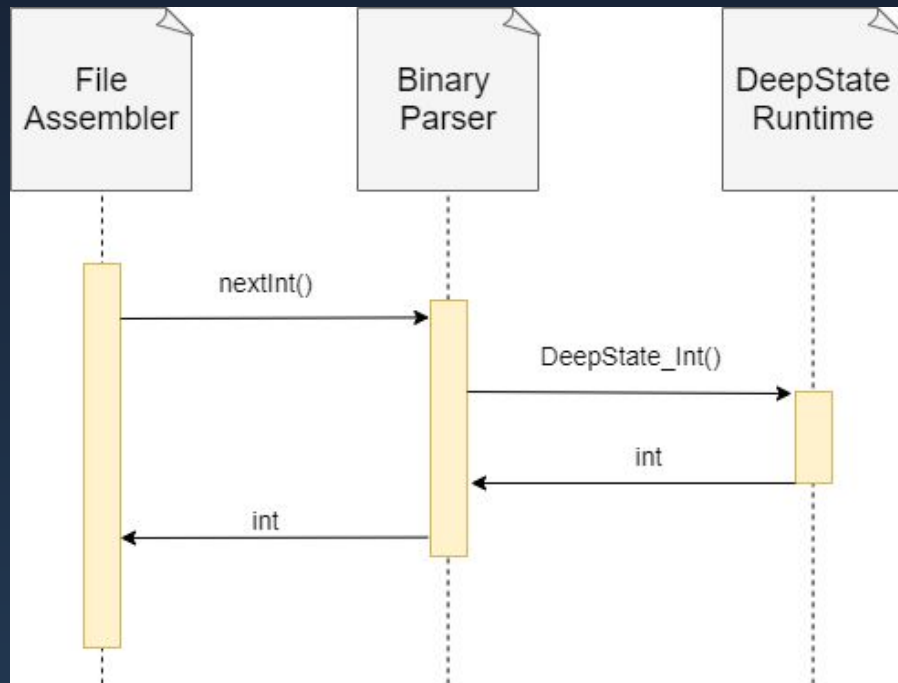 File
Assembler
Binary
Parser
DeepState
Runtime
nextInt()
DeepState_Int()
int
int